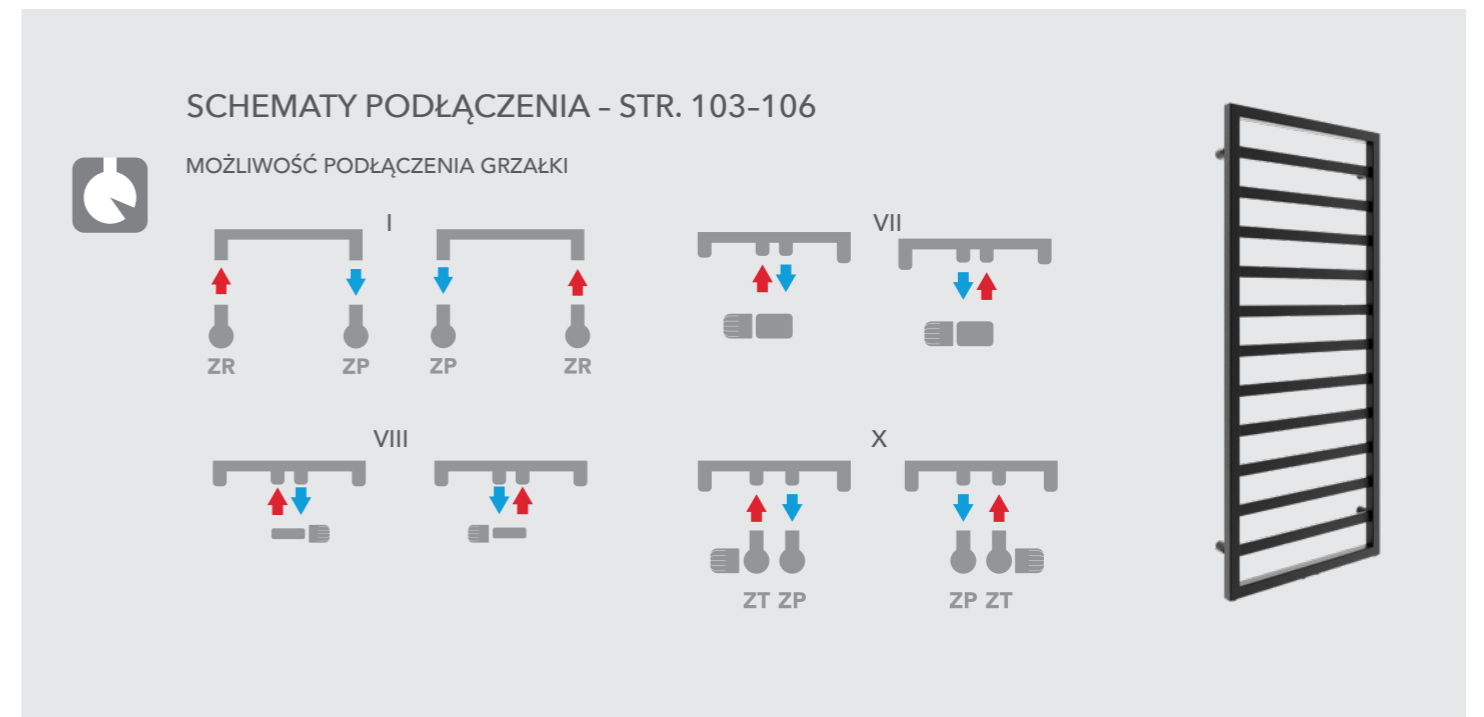 SCHEMATY PODŁĄCZENIA – STR. 103–106
MOŻLIWOŚĆ PODŁĄCZENIA GRZAŁKI
I
VII
ZR ZP ZP ZR
VIII
X
ZT ZP ZP ZT